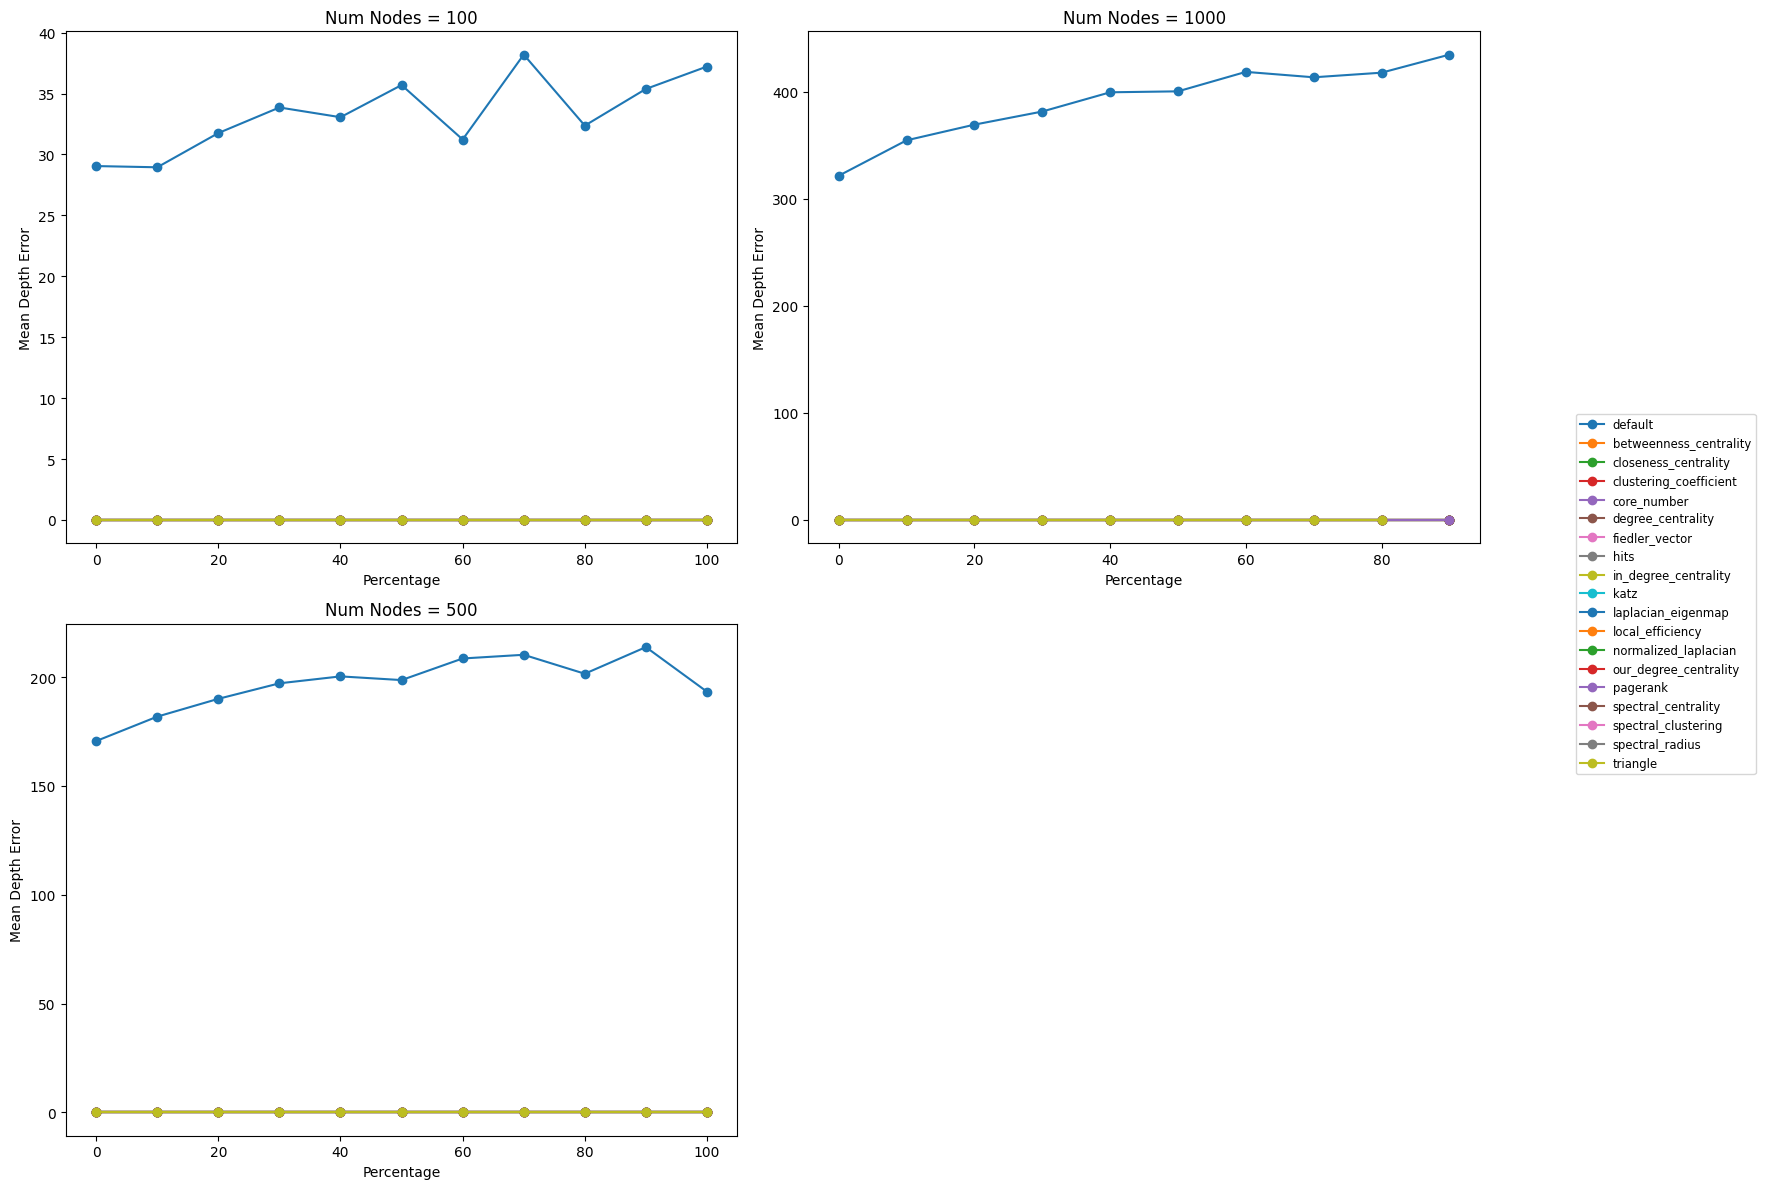 Num Nodes = 100
40
35
30
25
20
15
10
5
0
Mean Depth Error
0 20 40 60 80 100
Percentage
Num Nodes = 1000
400
300
200
100
0
Mean Depth Error
0 20 40 60 80
Percentage
Num Nodes = 500
200
150
100
50
0
Mean Depth Error
0 20 40 60 80 100
Percentage
default
betweenness_centrality
closeness_centrality
clustering_coefficient
core_number
degree_centrality
fiedler_vector
hits
in_degree_centrality
katz
laplacian_eigenmap
local_efficiency
normalized_laplacian
our_degree_centrality
pagerank
spectral_centrality
spectral_clustering
spectral_radius
triangle